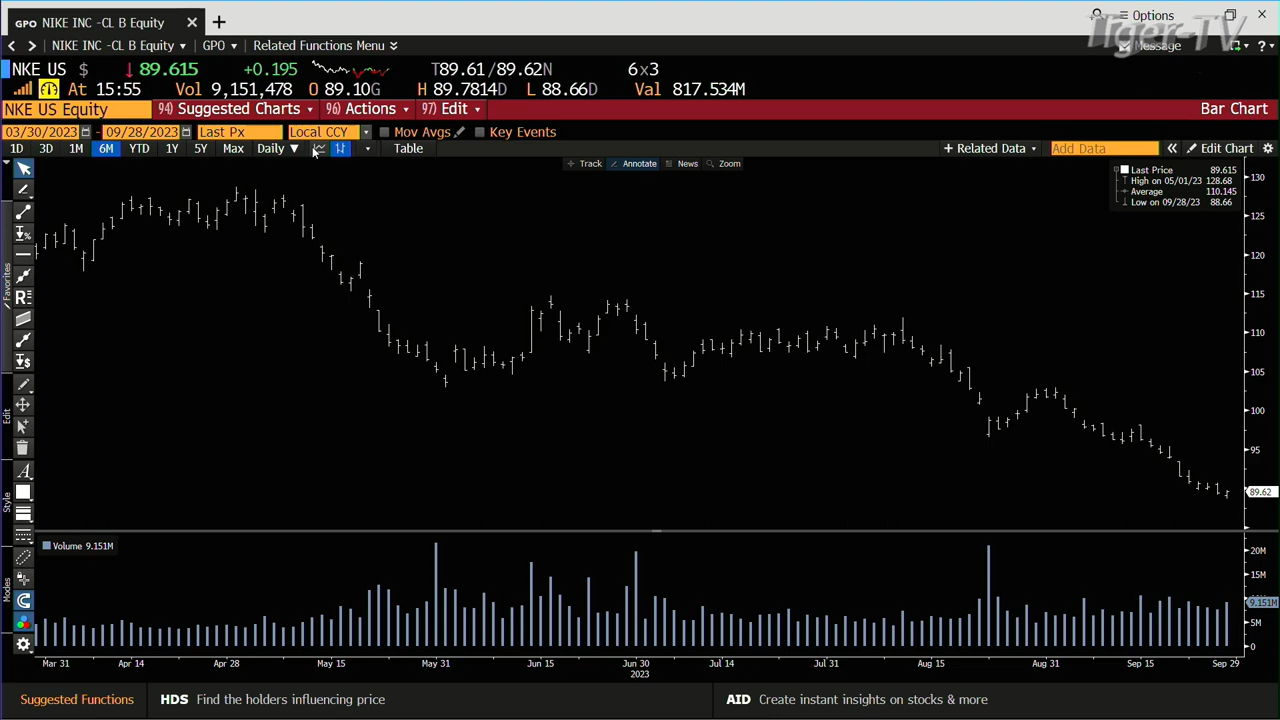 GPO NIKE INC -CL B Equity × +
Options
Tiger-TV
< > NIKE INC -CL B Equity GPO Related Functions Menu
Message ?
NKE US $ ↓ 89.615 +0.195 T89.61/89.62N 6x3
At 15:55 Vol 9,151,478 O 89.10G H 89.7814D L 88.66D Val 817.534M
NKE US Equity 94) Suggested Charts 96) Actions 97) Edit Bar Chart
03/30/2023 - 09/28/2023 Last Px Local CCY Mov Avgs Key Events
1D 3D 1M 6M YTD 1Y 5Y Max Daily ▼ Table + Related Data Add Data « Edit Chart
Track Annotate News Zoom
Last Price 89.615
High on 05/01/23 128.68
Average 110.145
Low on 09/28/23 88.66
130
125
120
115
110
105
100
95
89.62
Favorites
Edit
Style
Modes
Volume 9.151M
20M
15M
9.151M
5M
0
Mar 31 Apr 14 Apr 28 May 15 May 31 Jun 15 Jun 30 Jul 14 Jul 31 Aug 15 Aug 31 Sep 15 Sep 29
2023
Suggested Functions HDS Find the holders influencing price AID Create instant insights on stocks & more